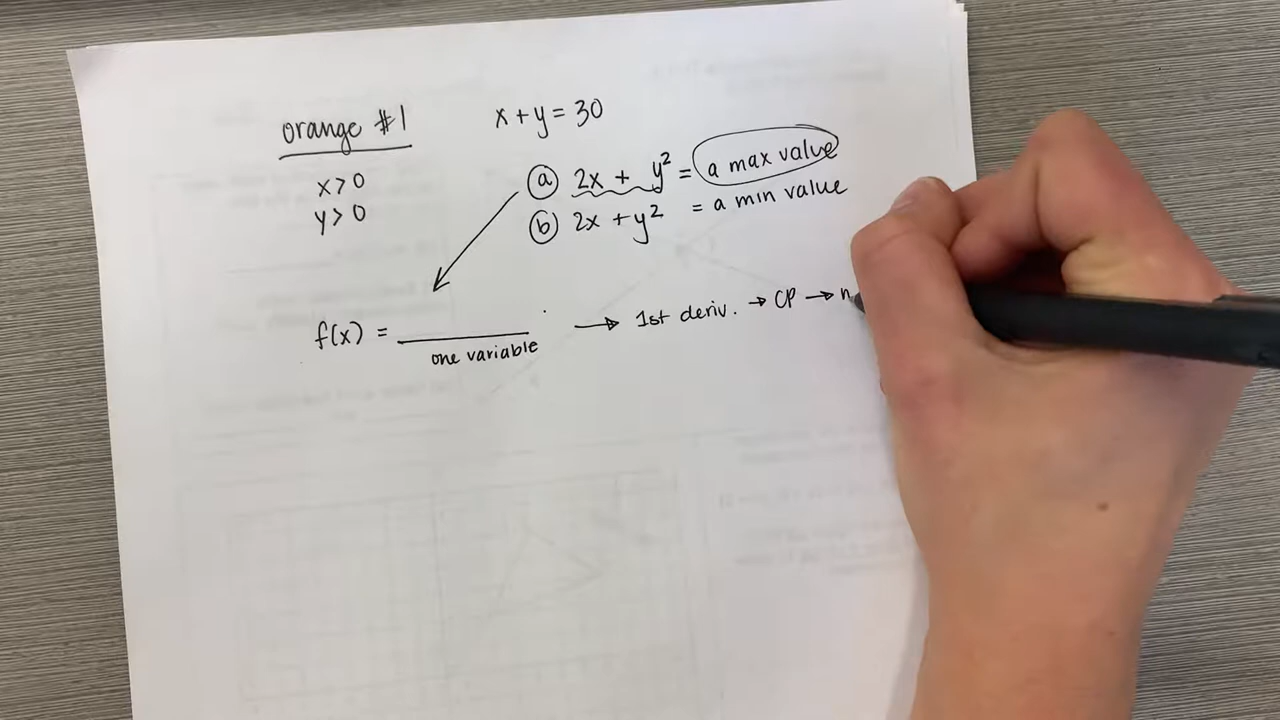 orange #1
x + y = 30
x > 0
y > 0
ⓐ 2x + y² = a max value
ⓑ 2x + y² = a min value
f(x) = ________ → 1st deriv. → CP →
one variable